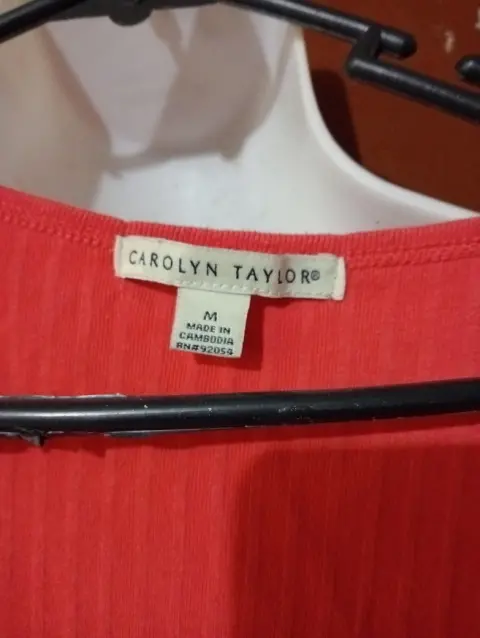 CAROLYN TAYLOR®
M
MADE IN
CAMBODIA
RN#92054